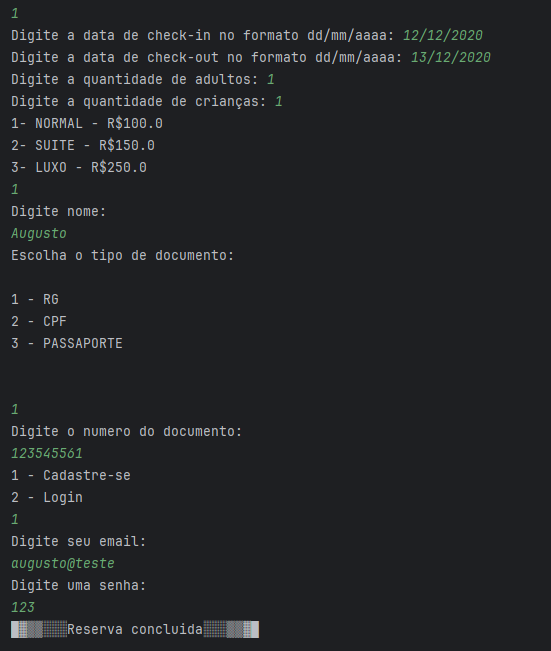 1
Digite a data de check-in no formato dd/mm/aaaa: 12/12/2020
Digite a data de check-out no formato dd/mm/aaaa: 13/12/2020
Digite a quantidade de adultos: 1
Digite a quantidade de crianças: 1
1- NORMAL - R$100.0
2- SUITE - R$150.0
3- LUXO - R$250.0
1
Digite nome:
Augusto
Escolha o tipo de documento:
1 - RG
2 - CPF
3 - PASSAPORTE
1
Digite o numero do documento:
123545561
1 - Cadastre-se
2 - Login
1
Digite seu email:
augusto@teste
Digite uma senha:
123
█▓▒▒░░░Reserva concluida░░░▒▒▓█